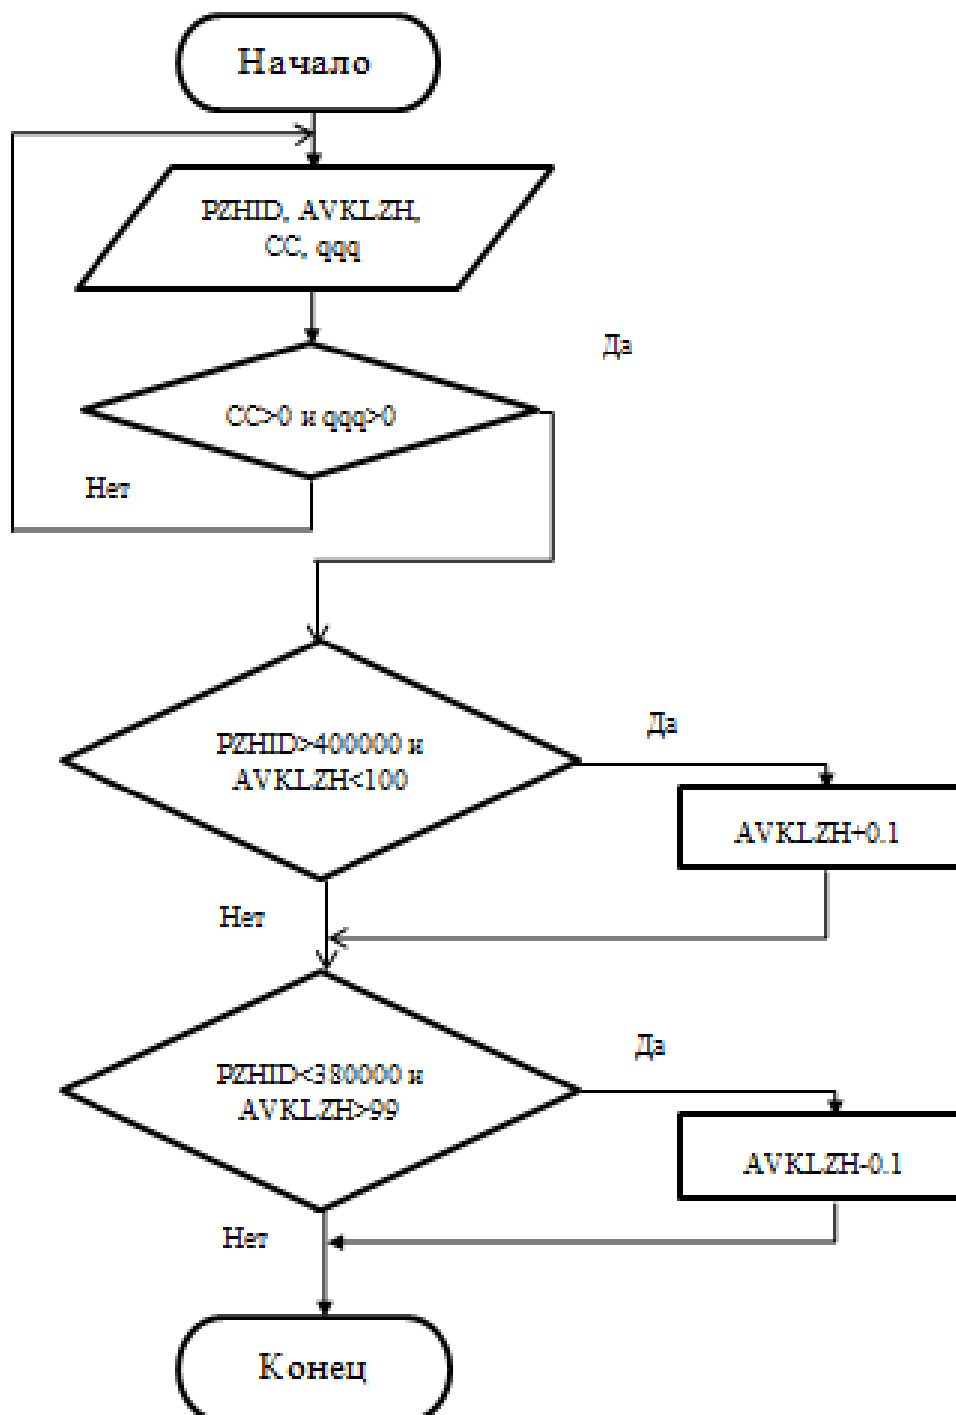 Начало
PZHID, AVKLZH,
CC, qqq
Да
CC>0 и qqq>0
Нет
PZHID>400000 и
AVKLZH<100
Да
AVKLZH+0.1
Нет
PZHID<380000 и
AVKLZH>99
Да
AVKLZH-0.1
Нет
Конец